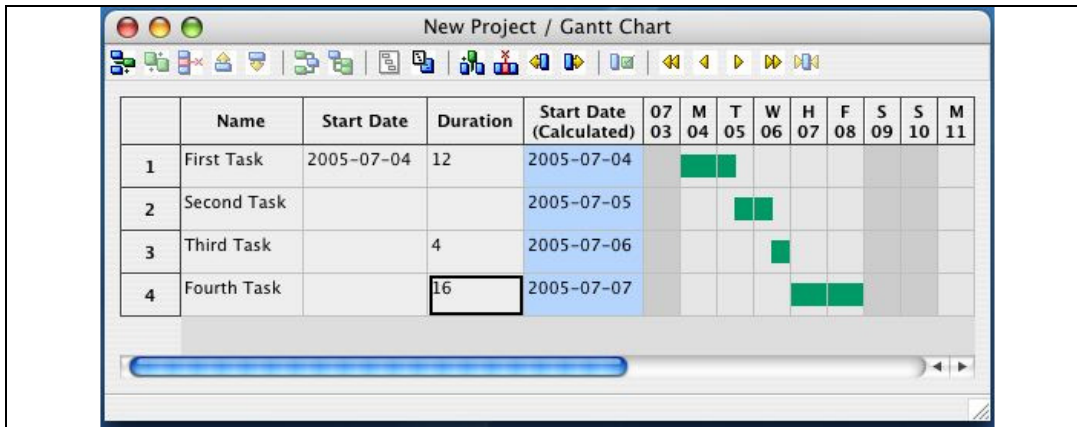 New Project / Gantt Chart
Name Start Date Duration Start Date (Calculated) 07 03 M 04 T 05 W 06 H 07 F 08 S 09 S 10 M 11
1 First Task 2005-07-04 12 2005-07-04
2 Second Task 2005-07-05
3 Third Task 4 2005-07-06
4 Fourth Task 16 2005-07-07